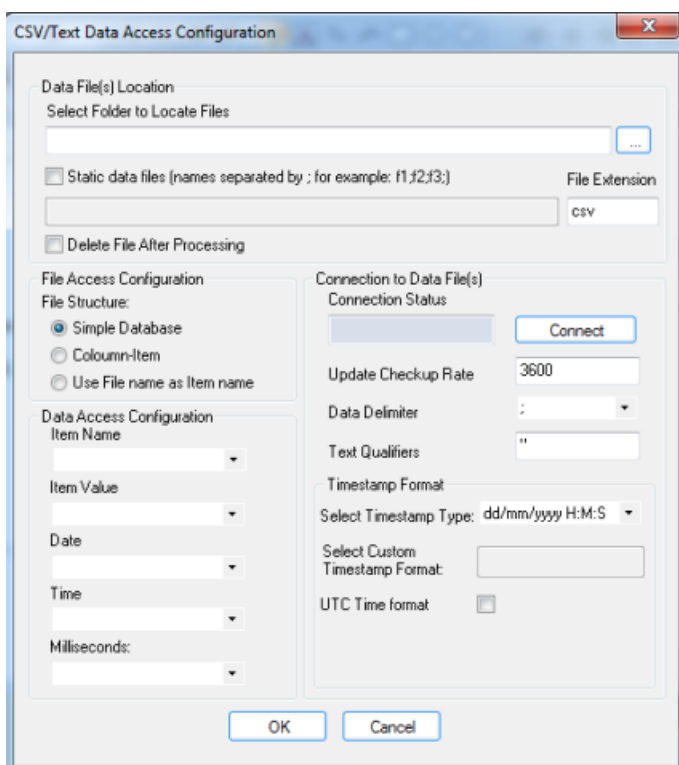 CSV/Text Data Access Configuration
Data File(s) Location
Select Folder to Locate Files
...
Static data files (names separated by ; for example: f1;f2;f3;)
File Extension
csv
Delete File After Processing
File Access Configuration
File Structure:
Simple Database
Coloumn-Item
Use File name as Item name
Data Access Configuration
Item Name
Item Value
Date
Time
Milliseconds:
Connection to Data File(s)
Connection Status
Connect
Update Checkup Rate
3600
Data Delimiter
;
Text Qualifiers
"
Timestamp Format
Select Timestamp Type:
dd/mm/yyyy H:M:S
Select Custom
Timestamp Format:
UTC Time format
OK
Cancel